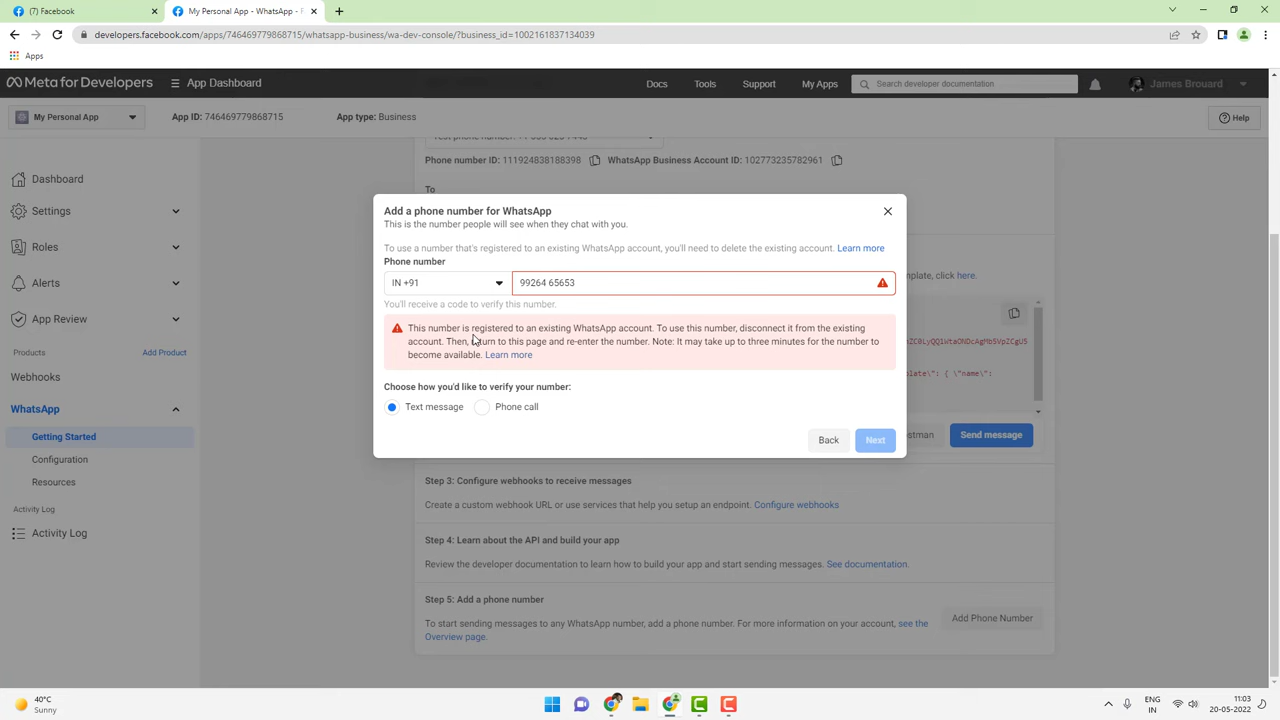 (7) Facebook
My Personal App - WhatsApp
developers.facebook.com/apps/746469779868715/whatsapp-business/wa-dev-console/?business_id=1002161837134039
Apps
Meta for Developers
App Dashboard
Docs
Tools
Support
My Apps
Search developer documentation
James Brouard
My Personal App
App ID: 746469779868715
App type: Business
Help
Phone number ID: 111924838188398
WhatsApp Business Account ID: 102773235782961
To
Dashboard
Settings
Roles
Alerts
App Review
Products
Add Product
Webhooks
WhatsApp
Getting Started
Configuration
Resources
Activity Log
Activity Log
Add a phone number for WhatsApp
This is the number people will see when they chat with you.
To use a number that's registered to an existing WhatsApp account, you'll need to delete the existing account. Learn more
Phone number
IN +91
99264 65653
You'll receive a code to verify this number.
This number is registered to an existing WhatsApp account. To use this number, disconnect it from the existing
account. Then, return to this page and re-enter the number. Note: It may take up to three minutes for the number to
become available. Learn more
Choose how you'd like to verify your number:
Text message
Phone call
Back
Next
template, click here.
plate\": { \"name\":
Send message
Step 3: Configure webhooks to receive messages
Create a custom webhook URL or use services that help you setup an endpoint. Configure webhooks
Step 4: Learn about the API and build your app
Review the developer documentation to learn how to build your app and start sending messages. See documentation.
Step 5: Add a phone number
To start sending messages to any WhatsApp number, add a phone number. For more information on your account, see the
Overview page.
Add Phone Number
40°C
Sunny
ENG
IN
11:03
20-05-2022